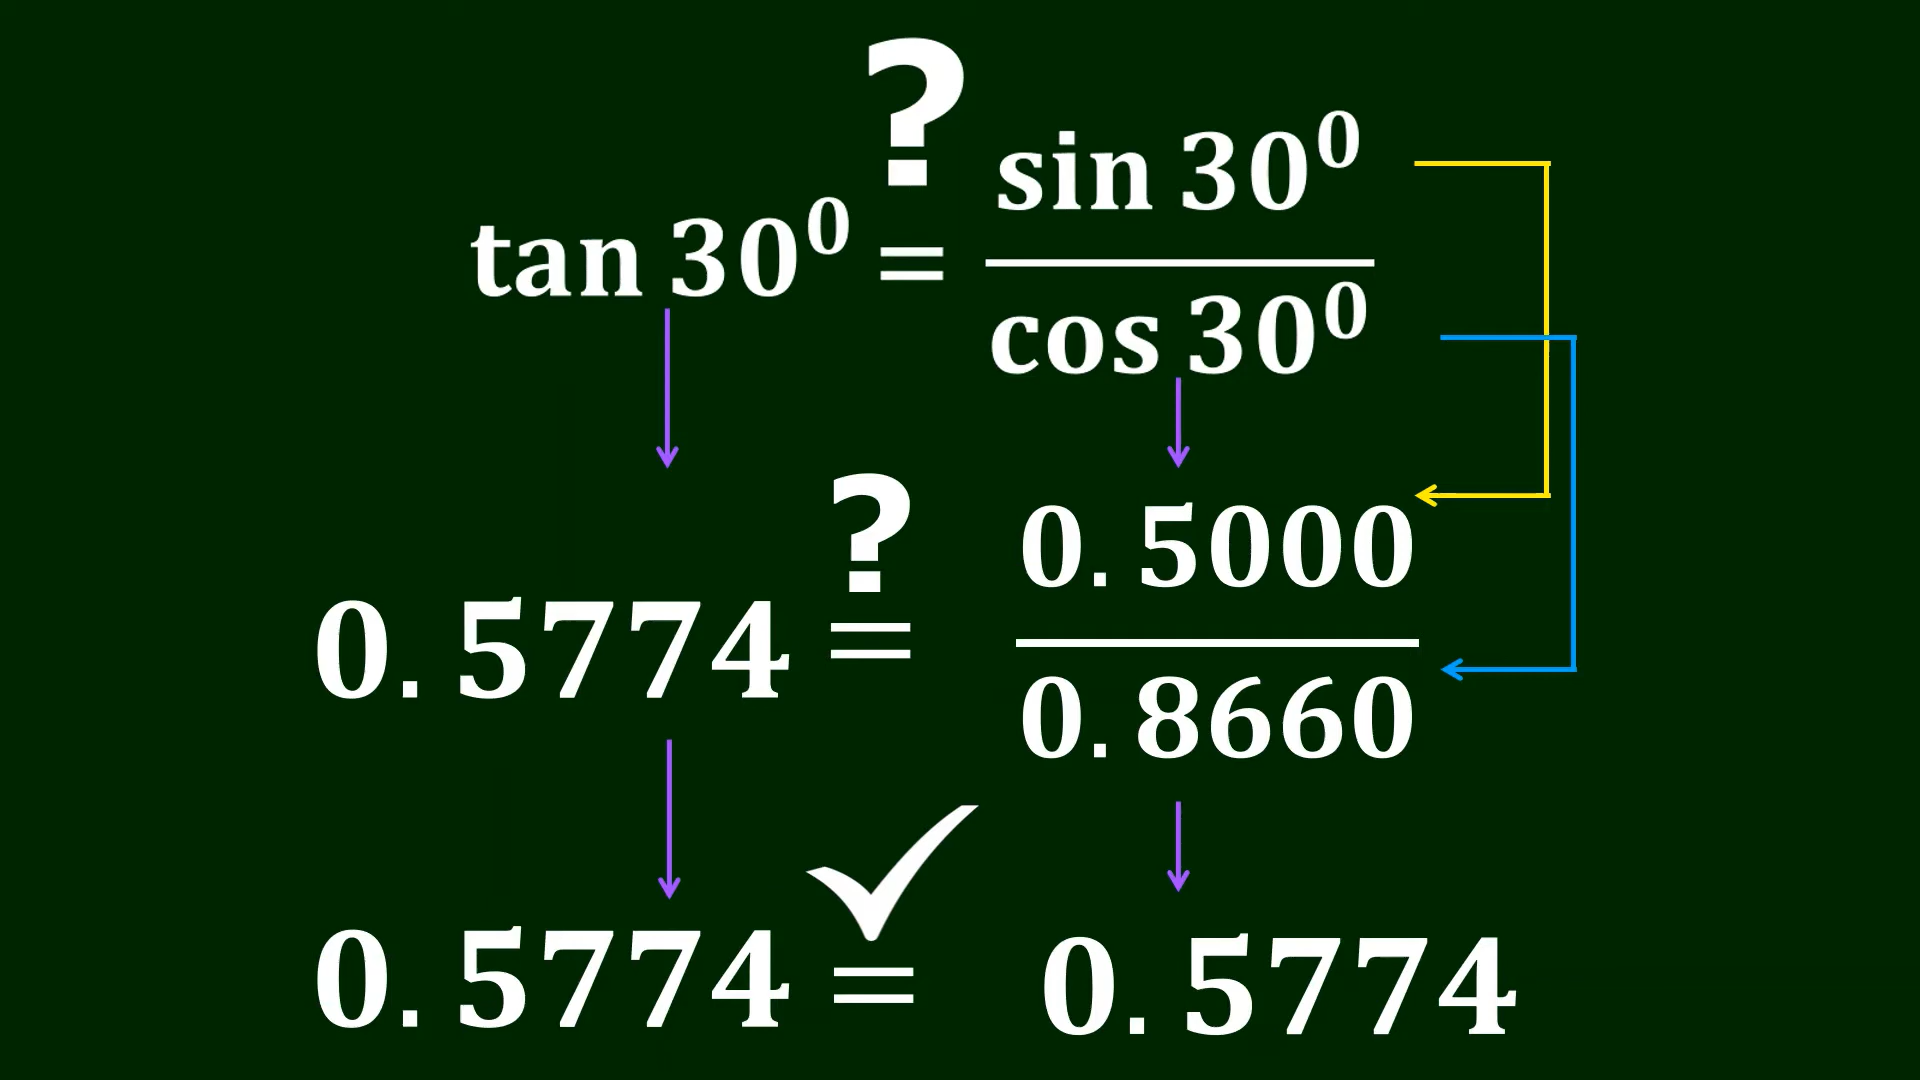 ?
tan 30⁰ = sin 30⁰
cos 30⁰
?
0.5774 = 0.5000
0.8660
0.5774 = 0.5774